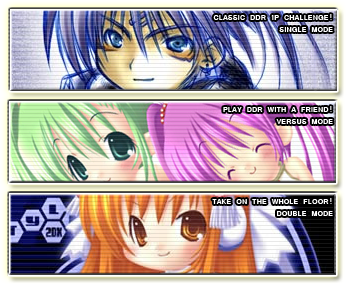 CLASSIC DDR 1P CHALLENGE!
SINGLE MODE
PLAY DDR WITH A FRIEND!
VERSUS MODE
TAKE ON THE WHOLE FLOOR!
DOUBLE MODE
20X